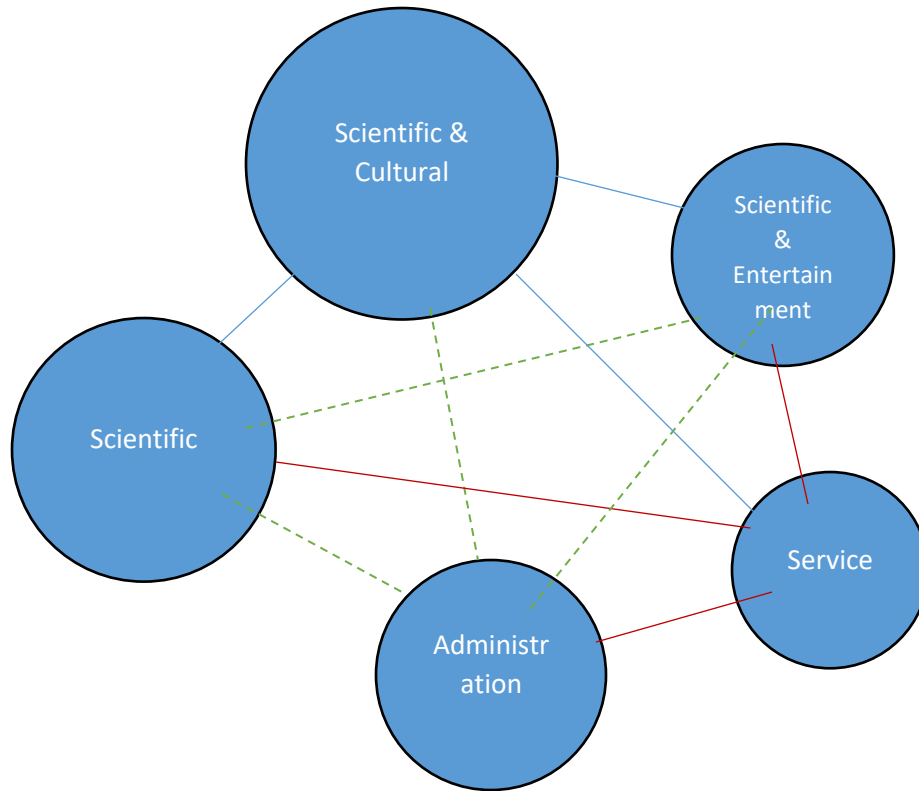 Scientific &
Cultural
Scientific
&
Entertain
ment
Scientific
Service
Administr
ation